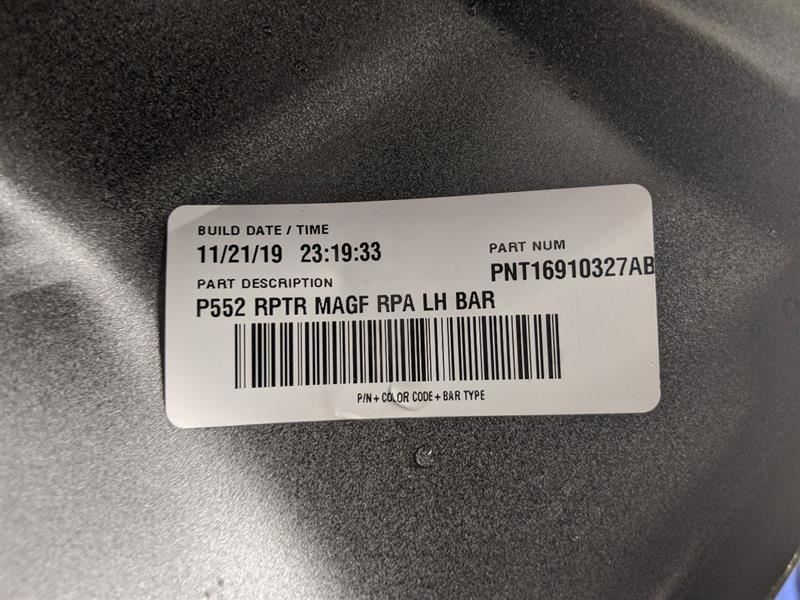 BUILD DATE / TIME
11/21/19 23:19:33
PART NUM
PNT16910327AB
PART DESCRIPTION
P552 RPTR MAGF RPA LH BAR
P/N + COLOR CODE + BAR TYPE